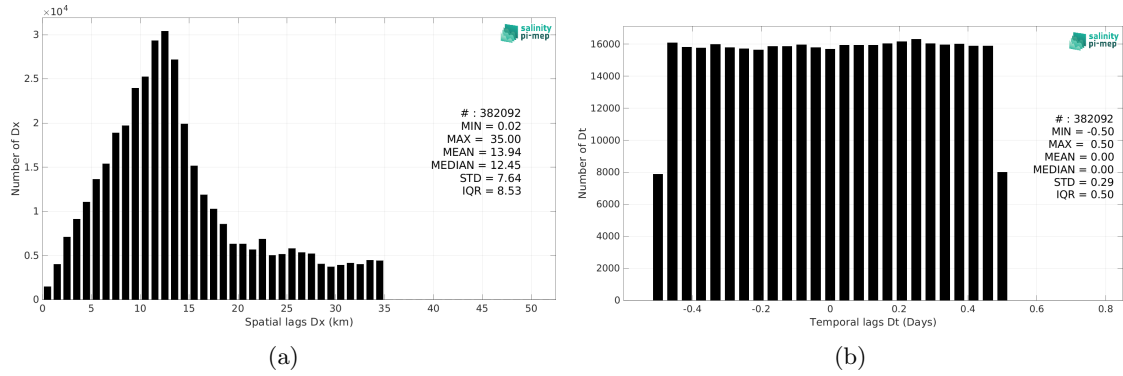 ×10⁴
3
2.5
2
1.5
1
0.5
0
0 5 10 15 20 25 30 35 40 45 50
Number of Dx
Spatial lags Dx (km)
salinity
pi-mep
# : 382092
MIN = 0.02
MAX = 35.00
MEAN = 13.94
MEDIAN = 12.45
STD = 7.64
IQR = 8.53
(a)
16000
14000
12000
10000
8000
6000
4000
2000
0
-0.4 -0.2 0 0.2 0.4 0.6 0.8
Number of Dt
Temporal lags Dt (Days)
salinity
pi-mep
# : 382092
MIN = -0.50
MAX = 0.50
MEAN = 0.00
MEDIAN = 0.00
STD = 0.29
IQR = 0.50
(b)